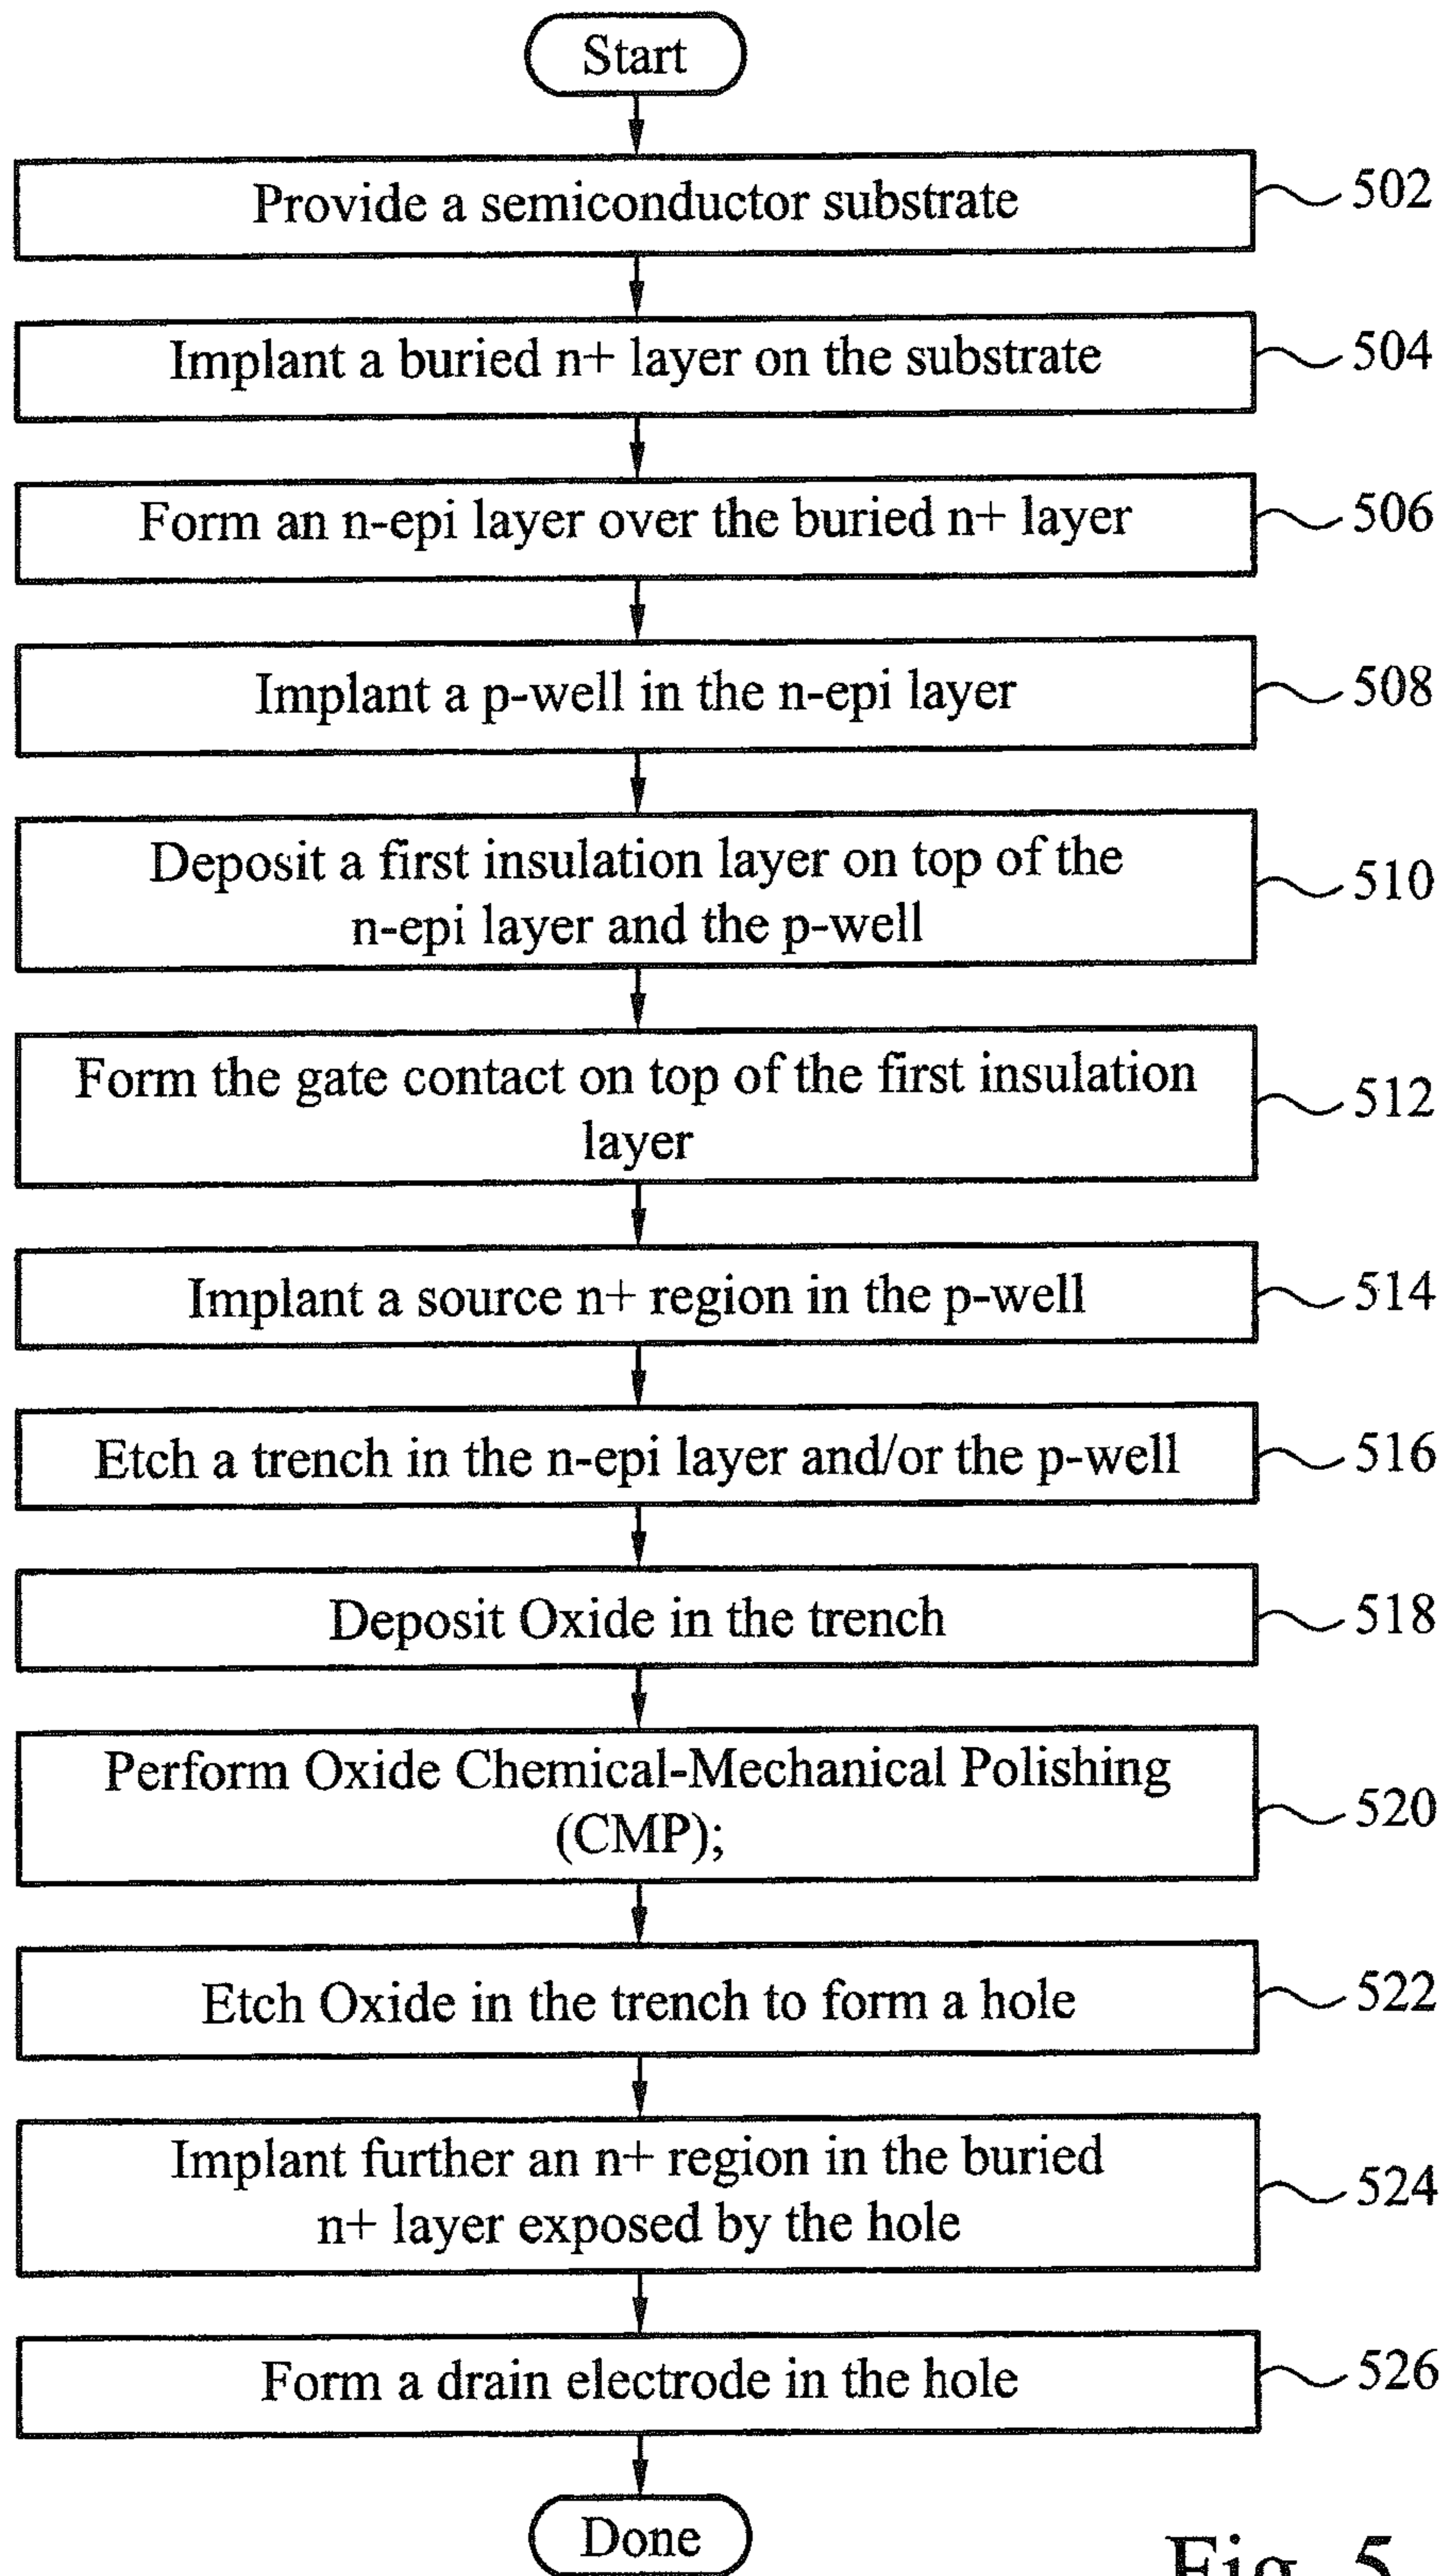 Start
Provide a semiconductor substrate
502
Implant a buried n+ layer on the substrate
504
Form an n-epi layer over the buried n+ layer
506
Implant a p-well in the n-epi layer
508
Deposit a first insulation layer on top of the
n-epi layer and the p-well
510
Form the gate contact on top of the first insulation
layer
512
Implant a source n+ region in the p-well
514
Etch a trench in the n-epi layer and/or the p-well
516
Deposit Oxide in the trench
518
Perform Oxide Chemical-Mechanical Polishing
(CMP);
520
Etch Oxide in the trench to form a hole
522
Implant further an n+ region in the buried
n+ layer exposed by the hole
524
Form a drain electrode in the hole
526
Done
Fig. 5